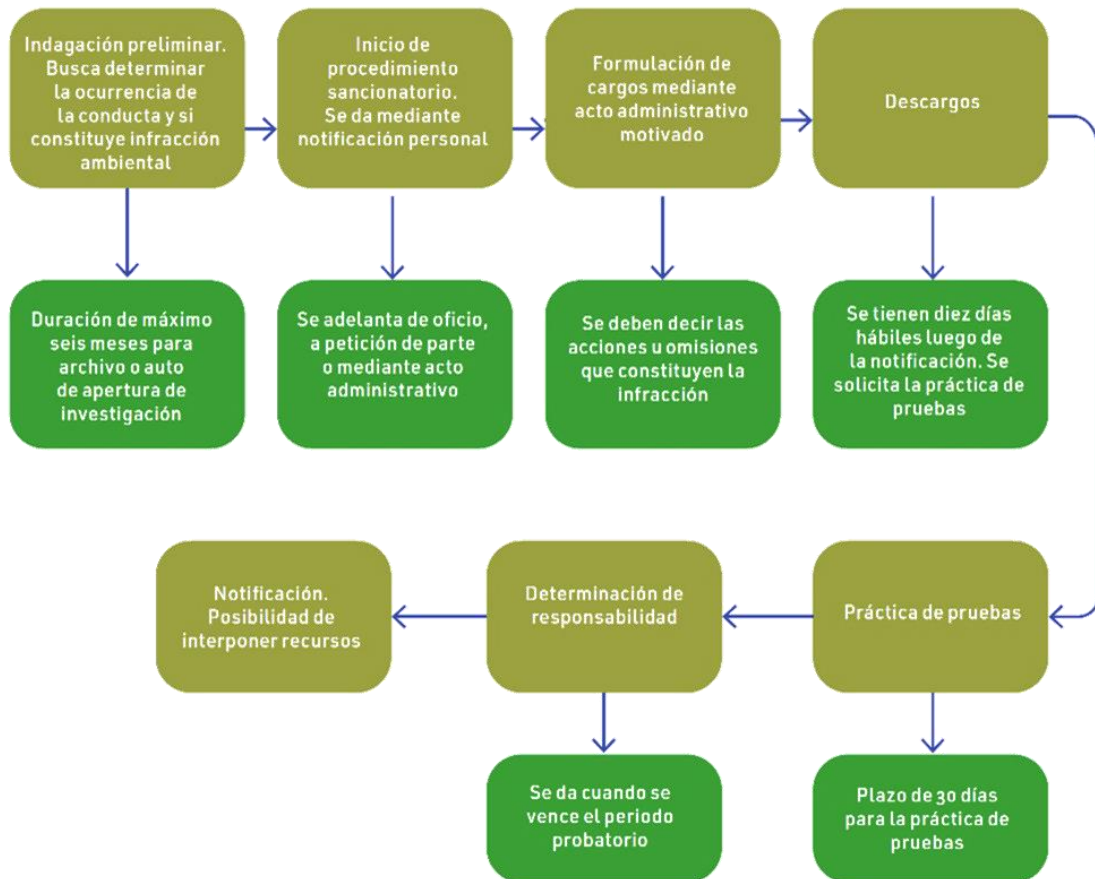 Indagación preliminar.
Busca determinar
la ocurrencia de
la conducta y si
constituye infracción
ambiental
Inicio de
procedimiento
sancionatorio.
Se da mediante
notificación personal
Formulación de
cargos mediante
acto administrativo
motivado
Descargos
Duración de máximo
seis meses para
archivo o auto
de apertura de
investigación
Se adelanta de oficio,
a petición de parte
o mediante acto
administrativo
Se deben decir las
acciones u omisiones
que constituyen la
infracción
Se tienen diez días
hábiles luego de
la notificación. Se
solicita la práctica de
pruebas
Práctica de pruebas
Determinación de
responsabilidad
Notificación.
Posibilidad de
interponer recursos
Plazo de 30 días
para la práctica de
pruebas
Se da cuando se
vence el periodo
probatorio